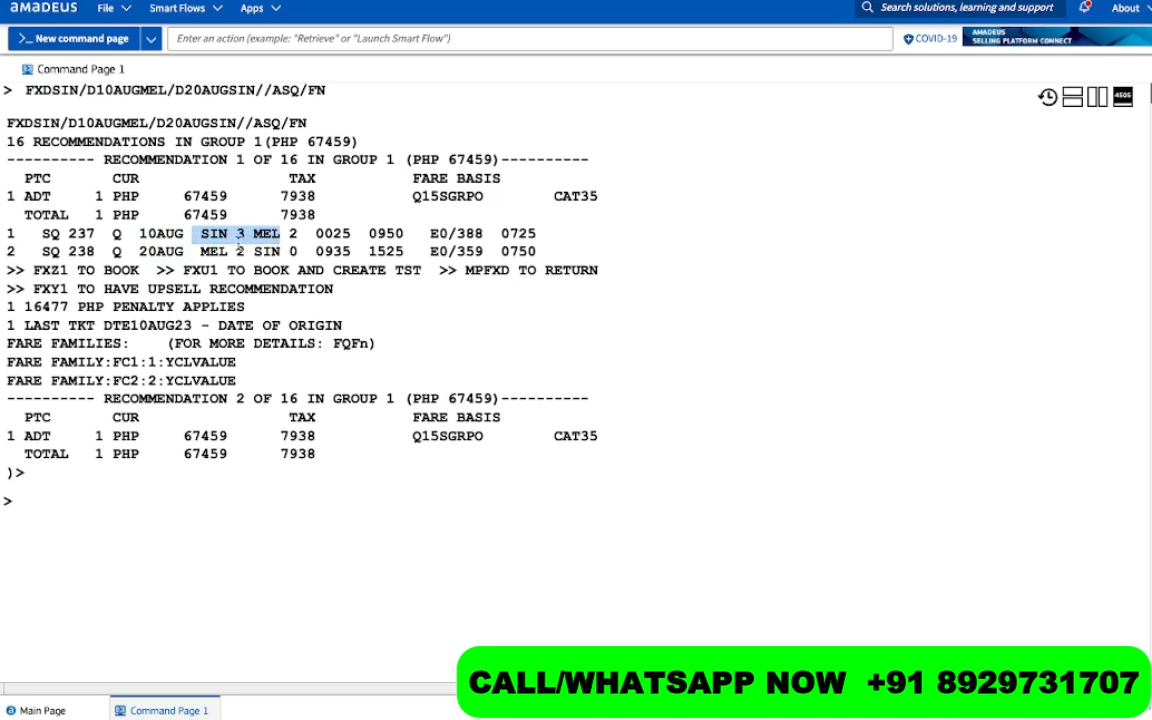 amadeus File Smart Flows Apps Search solutions, learning and support About
>_ New command page Enter an action (example: "Retrieve" or "Launch Smart Flow") COVID-19 AMADEUS
SELLING PLATFORM CONNECT
Command Page 1
> FXDSIN/D10AUGMEL/D20AUGSIN//ASQ/FN
FXDSIN/D10AUGMEL/D20AUGSIN//ASQ/FN
16 RECOMMENDATIONS IN GROUP 1(PHP 67459)
---------- RECOMMENDATION 1 OF 16 IN GROUP 1 (PHP 67459)----------
PTC CUR TAX FARE BASIS
1 ADT 1 PHP 67459 7938 Q15SGRPO CAT35
TOTAL 1 PHP 67459 7938
1 SQ 237 Q 10AUG SIN 3 MEL 2 0025 0950 E0/388 0725
2 SQ 238 Q 20AUG MEL 2 SIN 0 0935 1525 E0/359 0750
>> FXZ1 TO BOOK >> FXU1 TO BOOK AND CREATE TST >> MPFXD TO RETURN
>> FXY1 TO HAVE UPSELL RECOMMENDATION
1 16477 PHP PENALTY APPLIES
1 LAST TKT DTE10AUG23 - DATE OF ORIGIN
FARE FAMILIES: (FOR MORE DETAILS: FQFn)
FARE FAMILY:FC1:1:YCLVALUE
FARE FAMILY:FC2:2:YCLVALUE
---------- RECOMMENDATION 2 OF 16 IN GROUP 1 (PHP 67459)----------
PTC CUR TAX FARE BASIS
1 ADT 1 PHP 67459 7938 Q15SGRPO CAT35
TOTAL 1 PHP 67459 7938
)>
>
CALL/WHATSAPP NOW +91 8929731707
Main Page Command Page 1